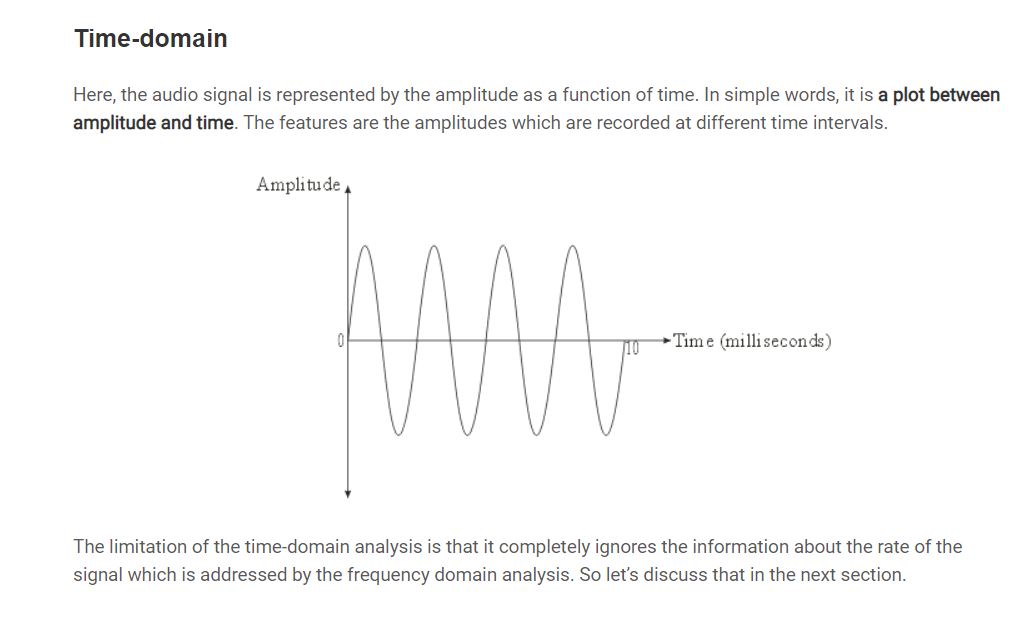 Time-domain
Here, the audio signal is represented by the amplitude as a function of time. In simple words, it is a plot between
amplitude and time. The features are the amplitudes which are recorded at different time intervals.
Amplitude
0
10
Time (milliseconds)
The limitation of the time-domain analysis is that it completely ignores the information about the rate of the
signal which is addressed by the frequency domain analysis. So let’s discuss that in the next section.